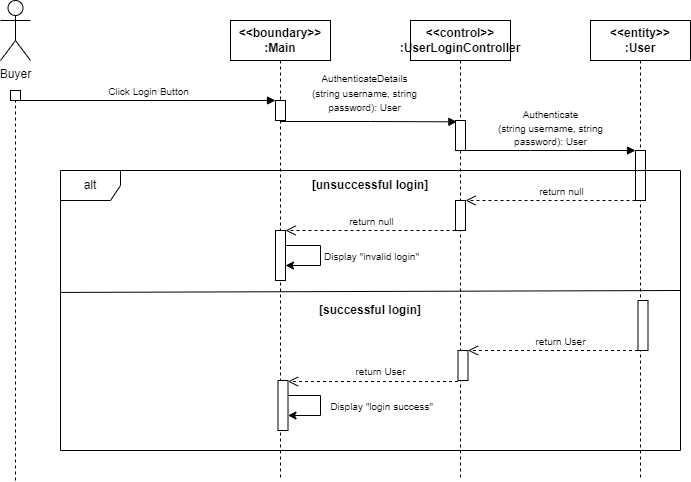 <<boundary>>
:Main
<<control>>
:UserLoginController
<<entity>>
:User
Buyer
Click Login Button
AuthenticateDetails
(string username, string
password): User
Authenticate
(string username, string
password): User
alt
[unsuccessful login]
return null
return null
Display "invalid login"
[successful login]
return User
return User
Display "login success"